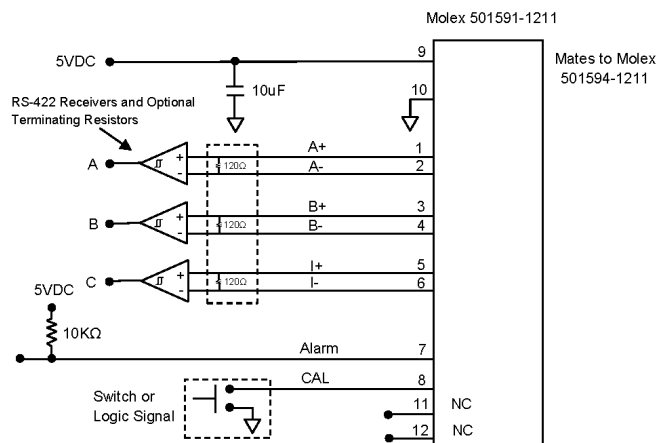 Molex 501591-1211
Mates to Molex
501594-1211
5VDC
9
10uF
10
RS-422 Receivers and Optional
Terminating Resistors
A
+
-
120Ω
A+
A-
1
2
B
+
-
120Ω
B+
B-
3
4
C
+
-
120Ω
I+
I-
5
6
5VDC
10KΩ
Alarm
7
CAL
8
Switch or
Logic Signal
11
NC
12
NC